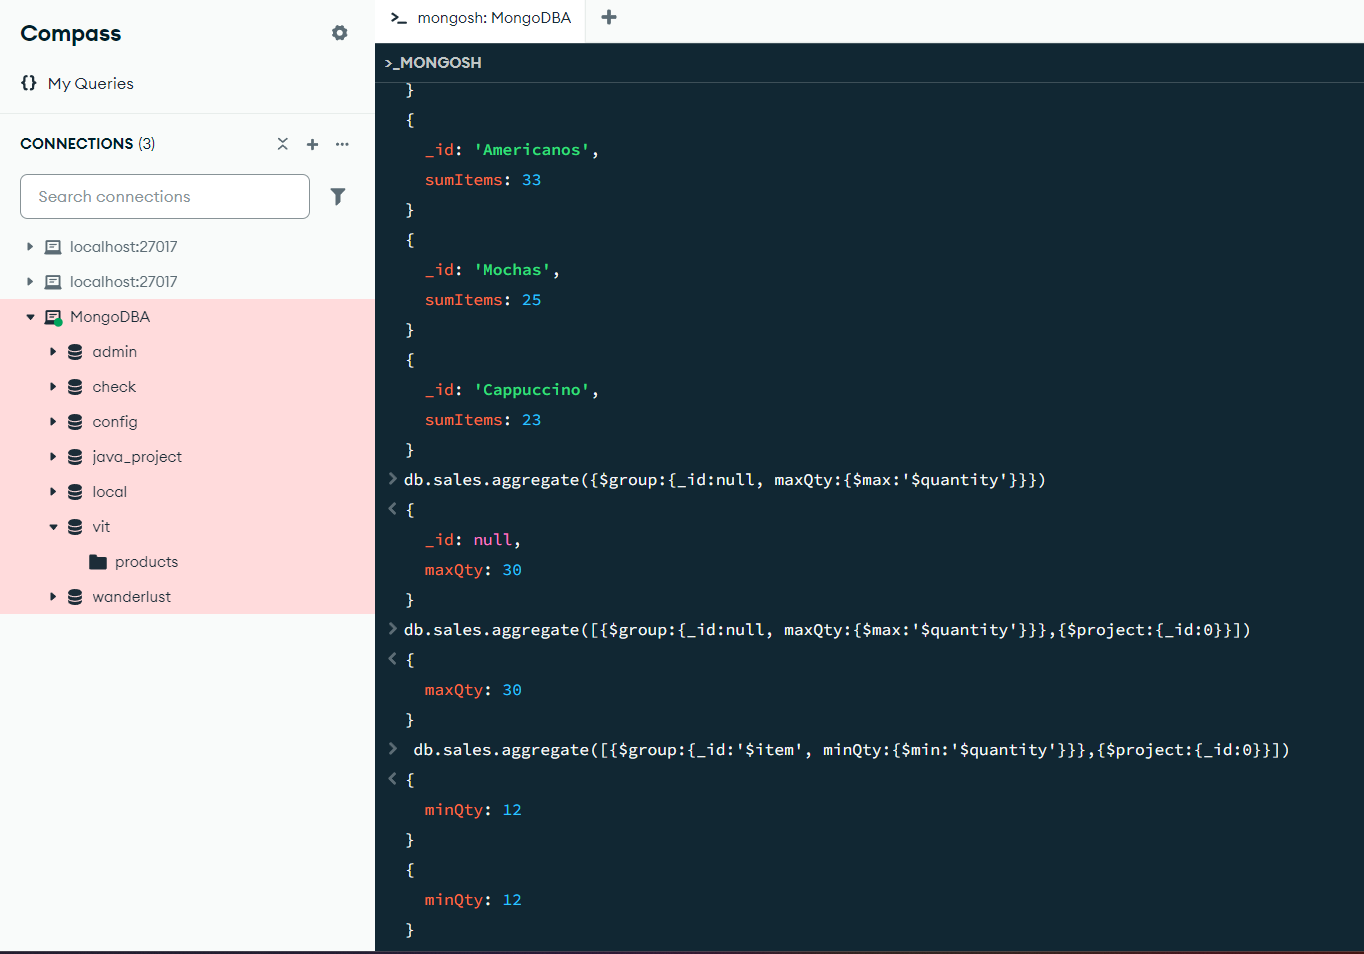 Compass
{} My Queries
CONNECTIONS (3)
Search connections
localhost:27017
localhost:27017
MongoDBA
admin
check
config
java_project
local
vit
products
wanderlust
>_ mongosh: MongoDBA
>_MONGOSH
}
{
_id: 'Americanos',
sumItems: 33
}
{
_id: 'Mochas',
sumItems: 25
}
{
_id: 'Cappuccino',
sumItems: 23
}
> db.sales.aggregate({$group:{_id:null, maxQty:{$max:'$quantity'}}})
< {
_id: null,
maxQty: 30
}
> db.sales.aggregate([{$group:{_id:null, maxQty:{$max:'$quantity'}}},{$project:{_id:0}}])
< {
maxQty: 30
}
> db.sales.aggregate([{$group:{_id:'$item', minQty:{$min:'$quantity'}}},{$project:{_id:0}}])
< {
minQty: 12
}
{
minQty: 12
}